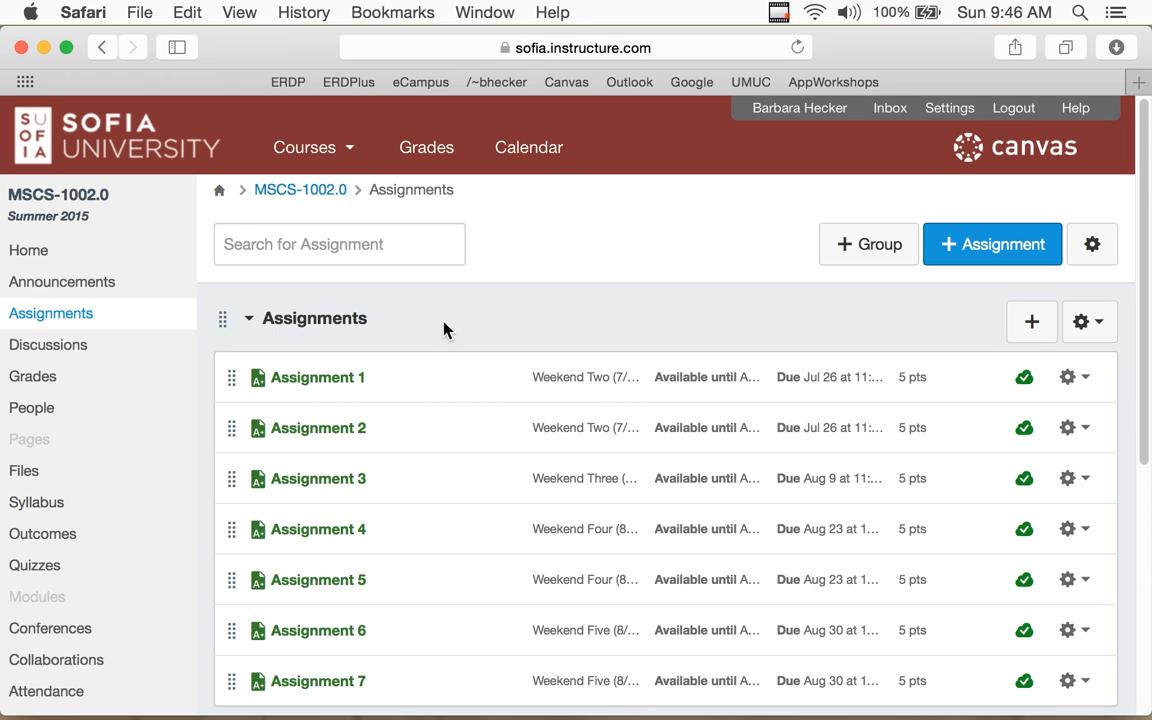 Safari File Edit View History Bookmarks Window Help 100% Sun 9:46 AM
sofia.instructure.com
ERDP ERDPlus eCampus /~bhecker Canvas Outlook Google UMUC AppWorkshops
Barbara Hecker Inbox Settings Logout Help
SU OF IA SOFIA UNIVERSITY
Courses Grades Calendar
canvas
MSCS-1002.0
Summer 2015
Home
Announcements
Assignments
Discussions
Grades
People
Pages
Files
Syllabus
Outcomes
Quizzes
Modules
Conferences
Collaborations
Attendance
MSCS-1002.0 > Assignments
Search for Assignment
+ Group
+ Assignment
Assignments
Assignment 1 Weekend Two (7/... Available until A... Due Jul 26 at 11:... 5 pts
Assignment 2 Weekend Two (7/... Available until A... Due Jul 26 at 11:... 5 pts
Assignment 3 Weekend Three (... Available until A... Due Aug 9 at 11:... 5 pts
Assignment 4 Weekend Four (8... Available until A... Due Aug 23 at 1... 5 pts
Assignment 5 Weekend Four (8... Available until A... Due Aug 23 at 1... 5 pts
Assignment 6 Weekend Five (8/... Available until A... Due Aug 30 at 1... 5 pts
Assignment 7 Weekend Five (8/... Available until A... Due Aug 30 at 1... 5 pts